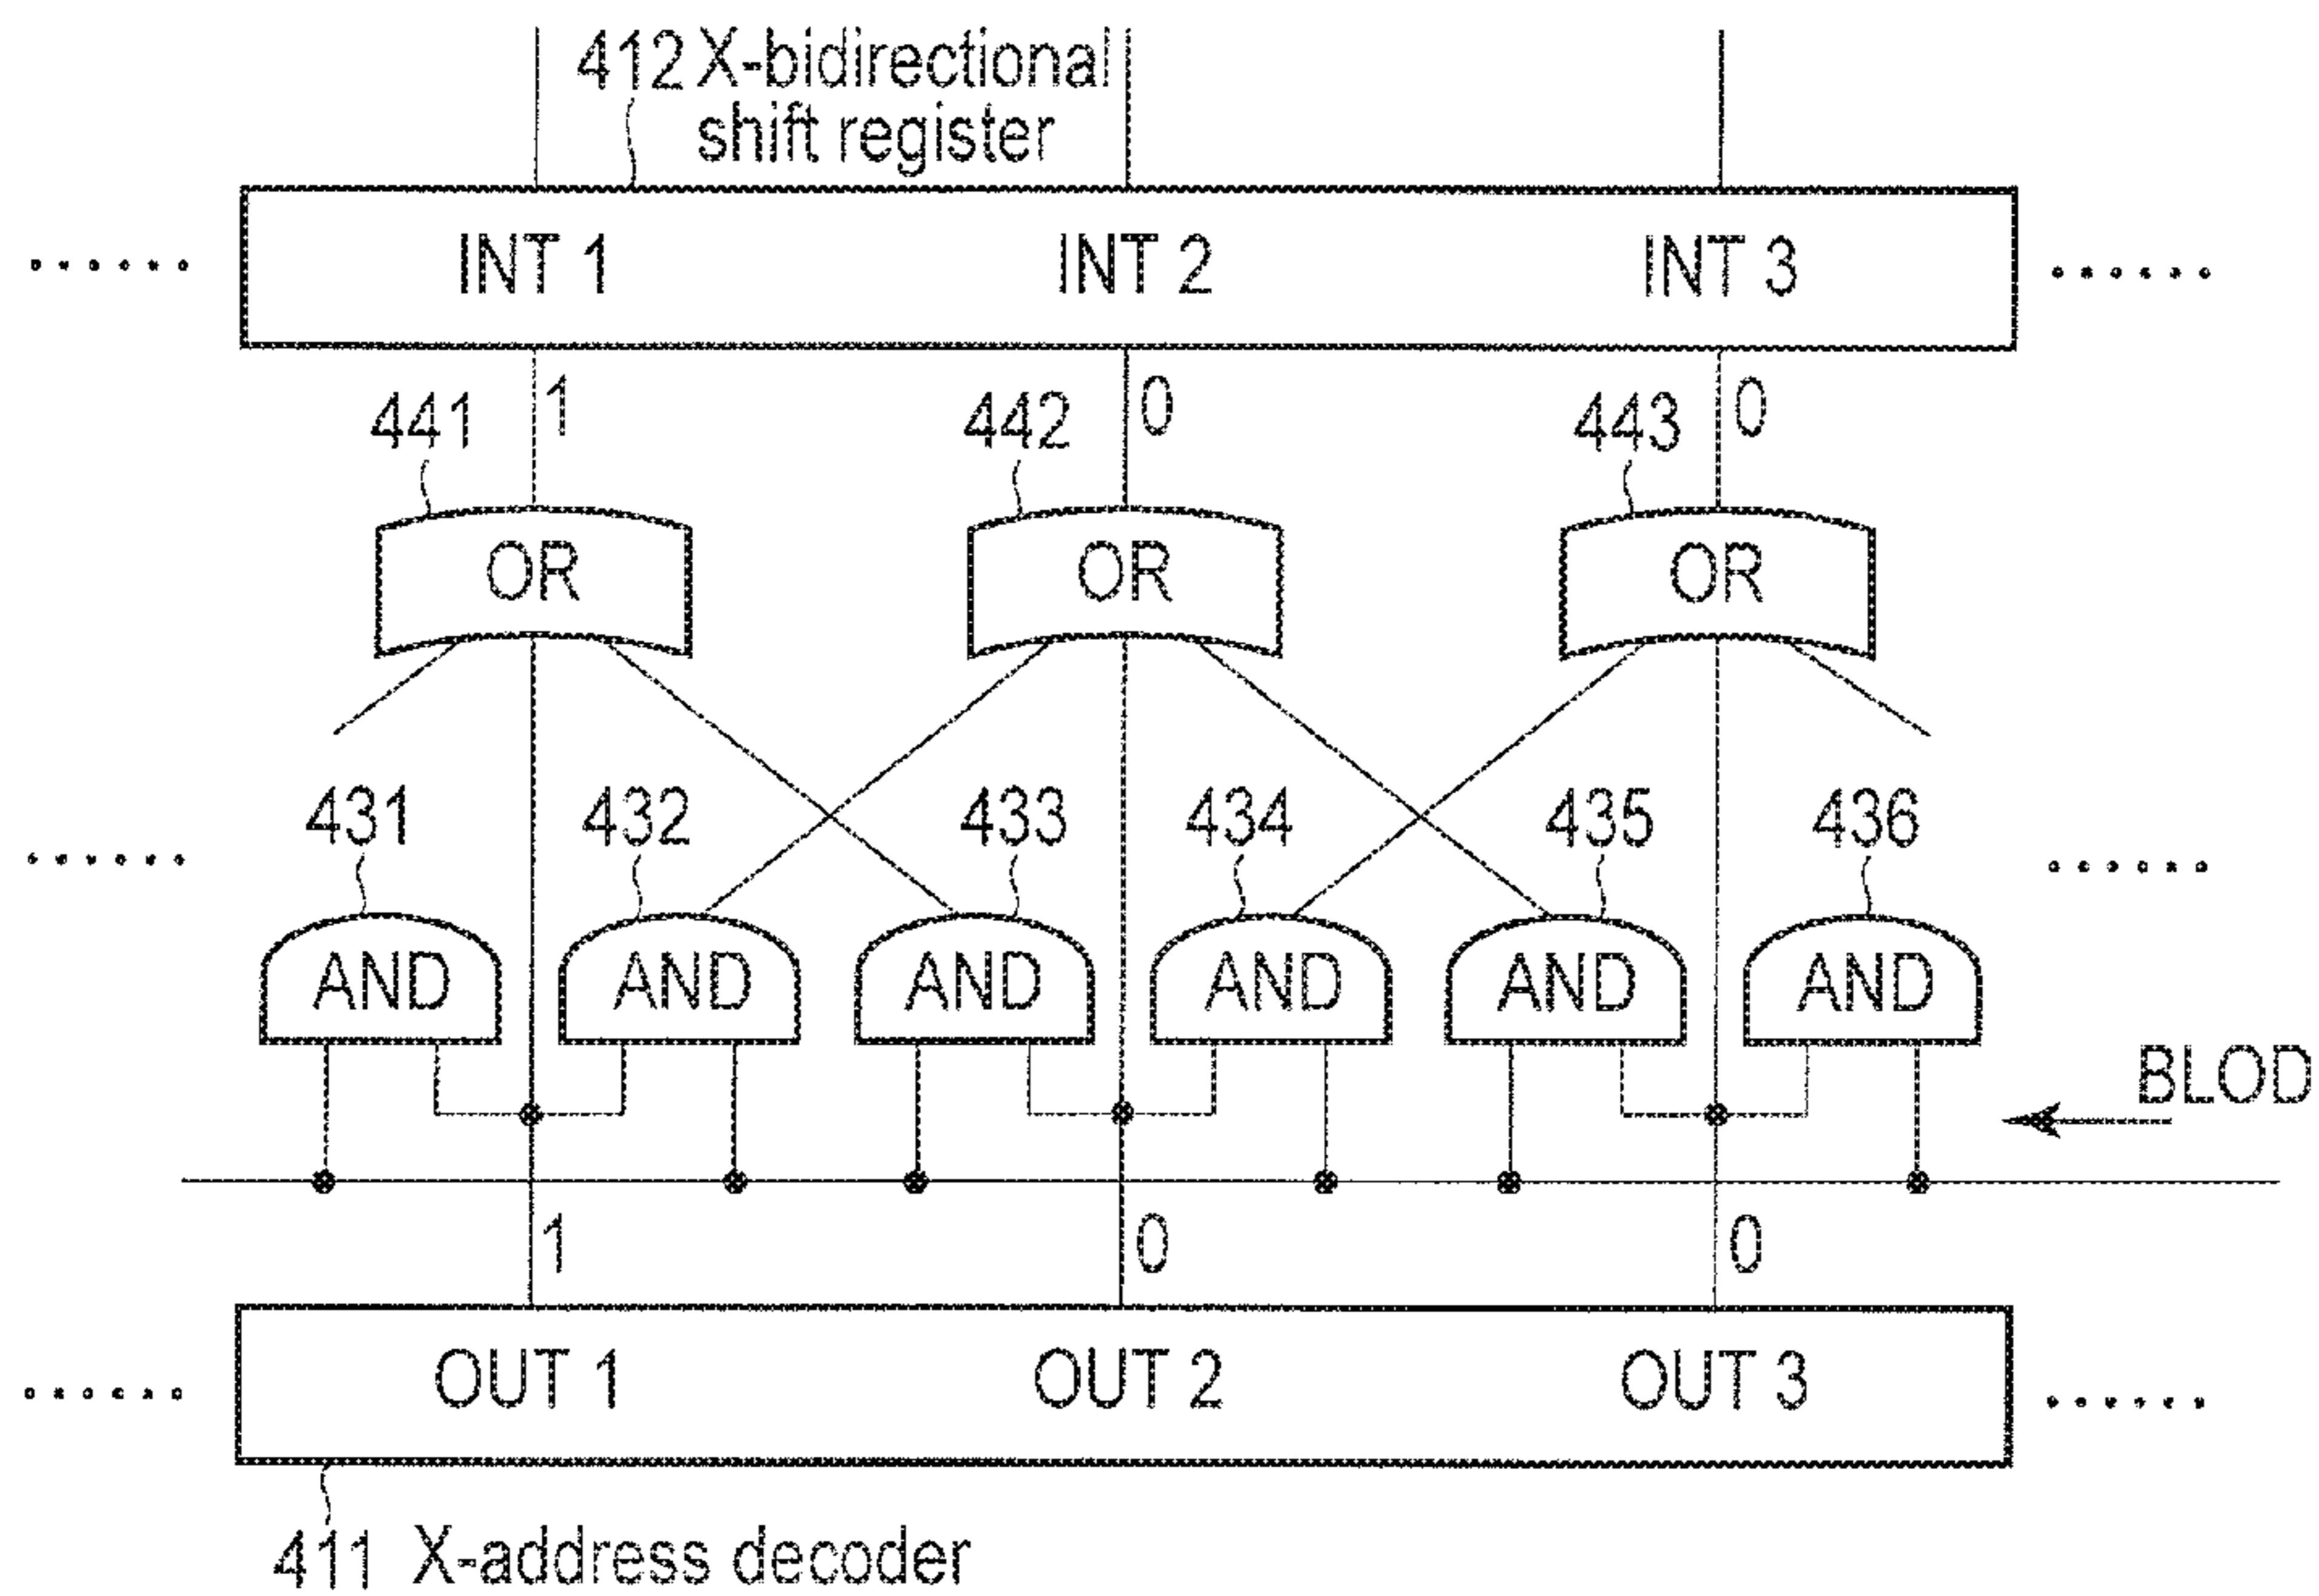 412 X-bidirectional
shift register
INT 1 INT 2 INT 3
1 0 0
441 442 443
OR OR OR
431 432 433 434 435 436
AND AND AND AND AND AND
BLOD
1 0 0
OUT 1 OUT 2 OUT 3
411 X-address decoder